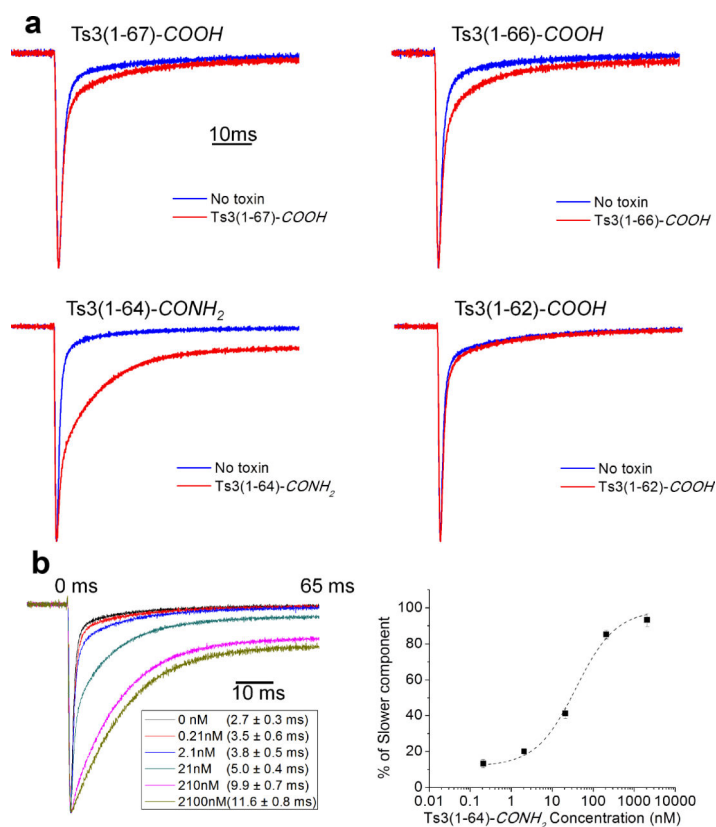 a
Ts3(1-67)-COOH
Ts3(1-66)-COOH
10ms
No toxin
Ts3(1-67)-COOH
No toxin
Ts3(1-66)-COOH
Ts3(1-64)-CONH₂
Ts3(1-62)-COOH
No toxin
Ts3(1-64)-CONH₂
No toxin
Ts3(1-62)-COOH
b
0 ms
65 ms
10 ms
0 nM (2.7 ± 0.3 ms)
0.21nM (3.5 ± 0.6 ms)
2.1nM (3.8 ± 0.5 ms)
21nM (5.0 ± 0.4 ms)
210nM (9.9 ± 0.7 ms)
2100nM (11.6 ± 0.8 ms)
% of Slower component
100
80
60
40
20
0
0.01 0.1 1 10 100 1000 10000
Ts3(1-64)-CONH₂ Concentration (nM)